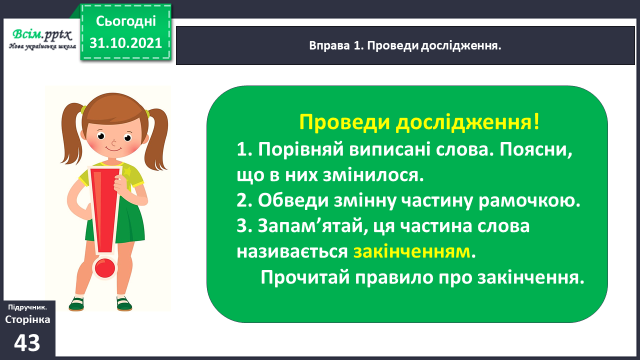 Всім.pptx
Нова українська школа
Сьогодні
31.10.2021
Вправа 1. Проведи дослідження.
Проведи дослідження!
1. Порівняй виписані слова. Поясни,
що в них змінилося.
2. Обведи змінну частину рамочкою.
3. Запам’ятай, ця частина слова
називається закінченням.
Прочитай правило про закінчення.
Підручник.
Сторінка
43